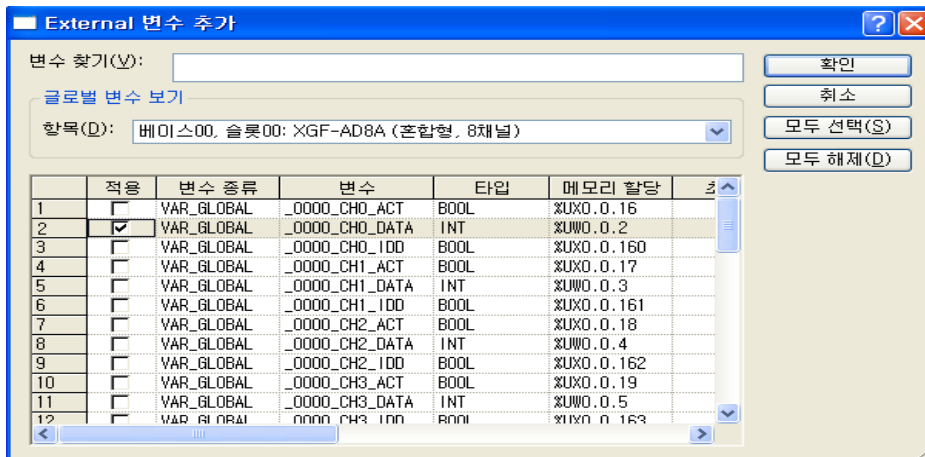 External 변수 추가
변수 찾기(V):
확인
글로벌 변수 보기
취소
항목(D): 베이스00, 슬롯00: XGF-AD8A (혼합형, 8채널)
모두 선택(S)
모두 해제(D)
적용 변수 종류 변수 타입 메모리 할당
1 VAR_GLOBAL _0000_CH0_ACT BOOL %UX0.0.16
2 VAR_GLOBAL _0000_CH0_DATA INT %UW0.0.2
3 VAR_GLOBAL _0000_CH0_IDD BOOL %UX0.0.160
4 VAR_GLOBAL _0000_CH1_ACT BOOL %UX0.0.17
5 VAR_GLOBAL _0000_CH1_DATA INT %UW0.0.3
6 VAR_GLOBAL _0000_CH1_IDD BOOL %UX0.0.161
7 VAR_GLOBAL _0000_CH2_ACT BOOL %UX0.0.18
8 VAR_GLOBAL _0000_CH2_DATA INT %UW0.0.4
9 VAR_GLOBAL _0000_CH2_IDD BOOL %UX0.0.162
10 VAR_GLOBAL _0000_CH3_ACT BOOL %UX0.0.19
11 VAR_GLOBAL _0000_CH3_DATA INT %UW0.0.5
12 VAR_GLOBAL _0000_CH3_IDD BOOL %UX0.0.163